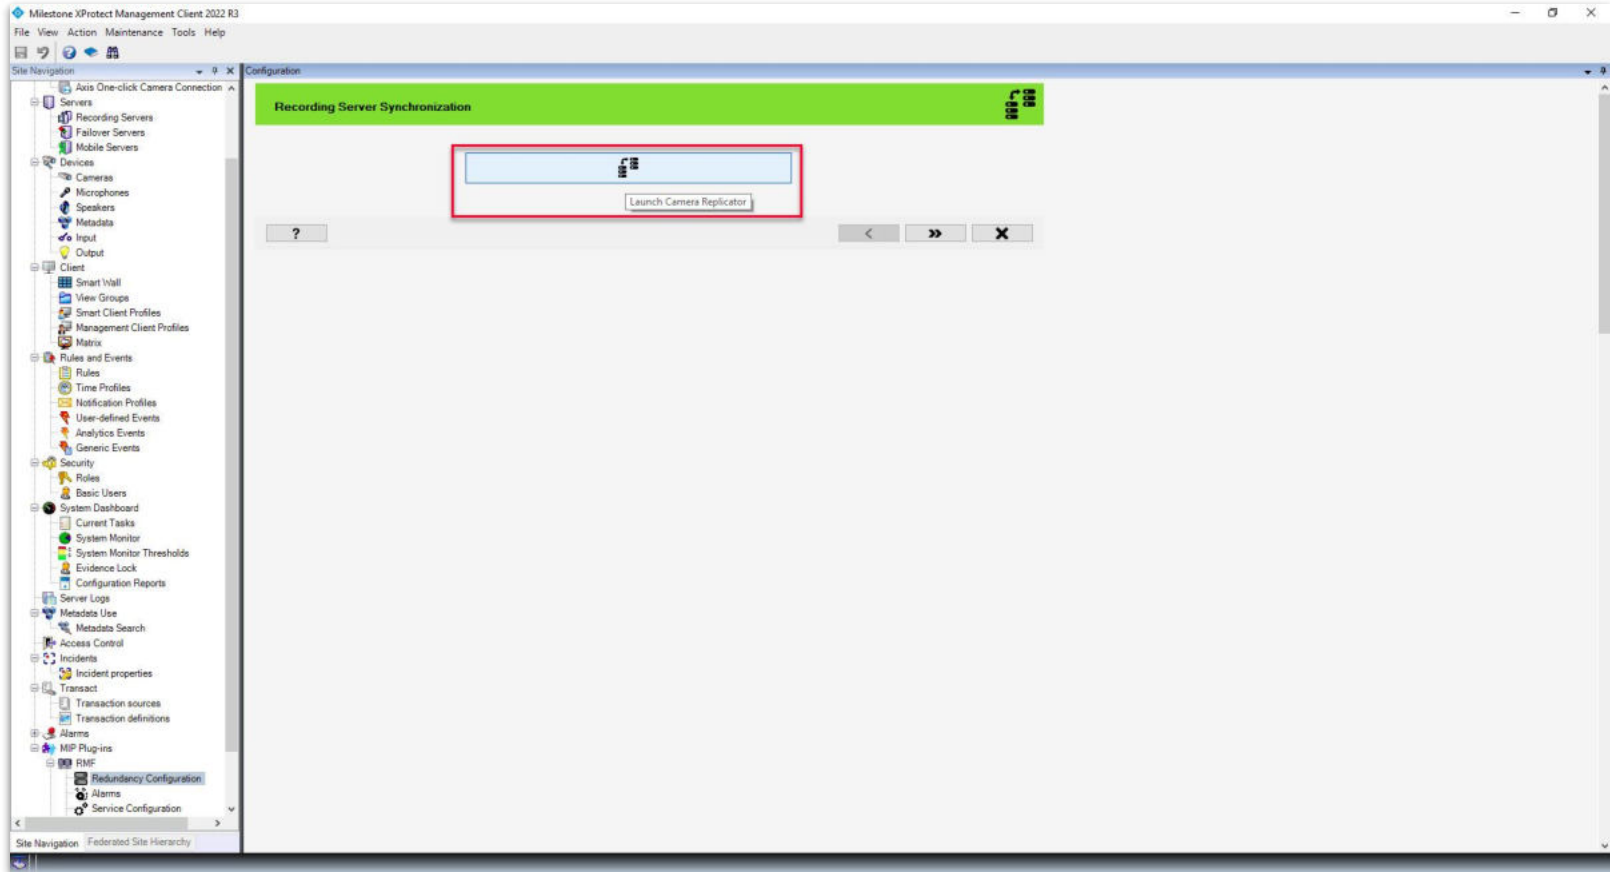 Milestone XProtect Management Client 2022 R3
File View Action Maintenance Tools Help
Site Navigation
Configuration
Axis One-click Camera Connection
Servers
Recording Servers
Failover Servers
Mobile Servers
Devices
Cameras
Microphones
Speakers
Metadata
Input
Output
Client
Smart Wall
View Groups
Smart Client Profiles
Management Client Profiles
Matrix
Rules and Events
Rules
Time Profiles
Notification Profiles
User-defined Events
Analytics Events
Generic Events
Security
Roles
Basic Users
System Dashboard
Current Tasks
System Monitor
System Monitor Thresholds
Evidence Lock
Configuration Reports
Server Logs
Metadata Use
Metadata Search
Access Control
Incidents
Incident properties
Transact
Transaction sources
Transaction definitions
Alarms
MIP Plug-ins
RMF
Redundancy Configuration
Alarms
Service Configuration
Site Navigation Federated Site Hierarchy
Recording Server Synchronization
Launch Camera Replicator
?